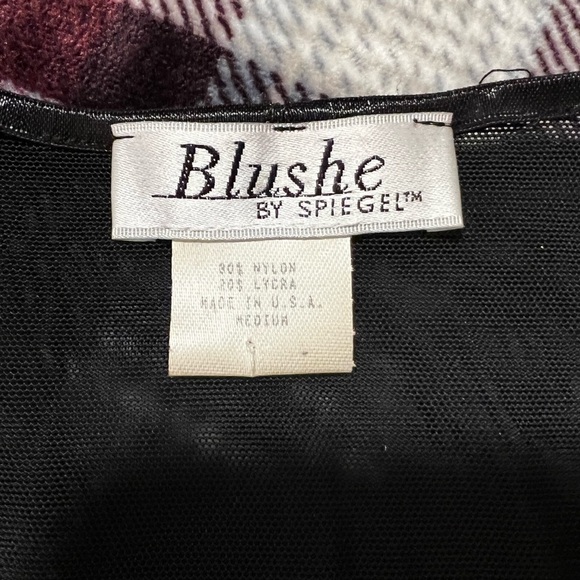 Blushe
BY SPIEGEL™
80% NYLON
20% LYCRA
MADE IN U.S.A.
MEDIUM